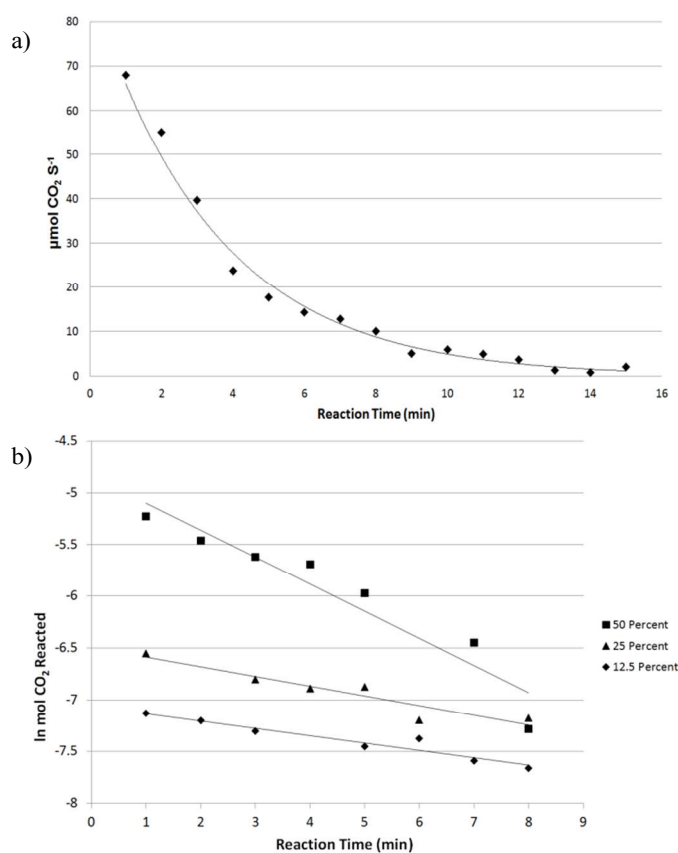 a)
80
70
60
50
40
30
20
10
0
µmol CO₂ S⁻¹
0 2 4 6 8 10 12 14 16
Reaction Time (min)
b)
-4.5
-5
-5.5
-6
-6.5
-7
-7.5
-8
ln mol CO₂ Reacted
50 Percent
25 Percent
12.5 Percent
0 1 2 3 4 5 6 7 8 9
Reaction Time (min)